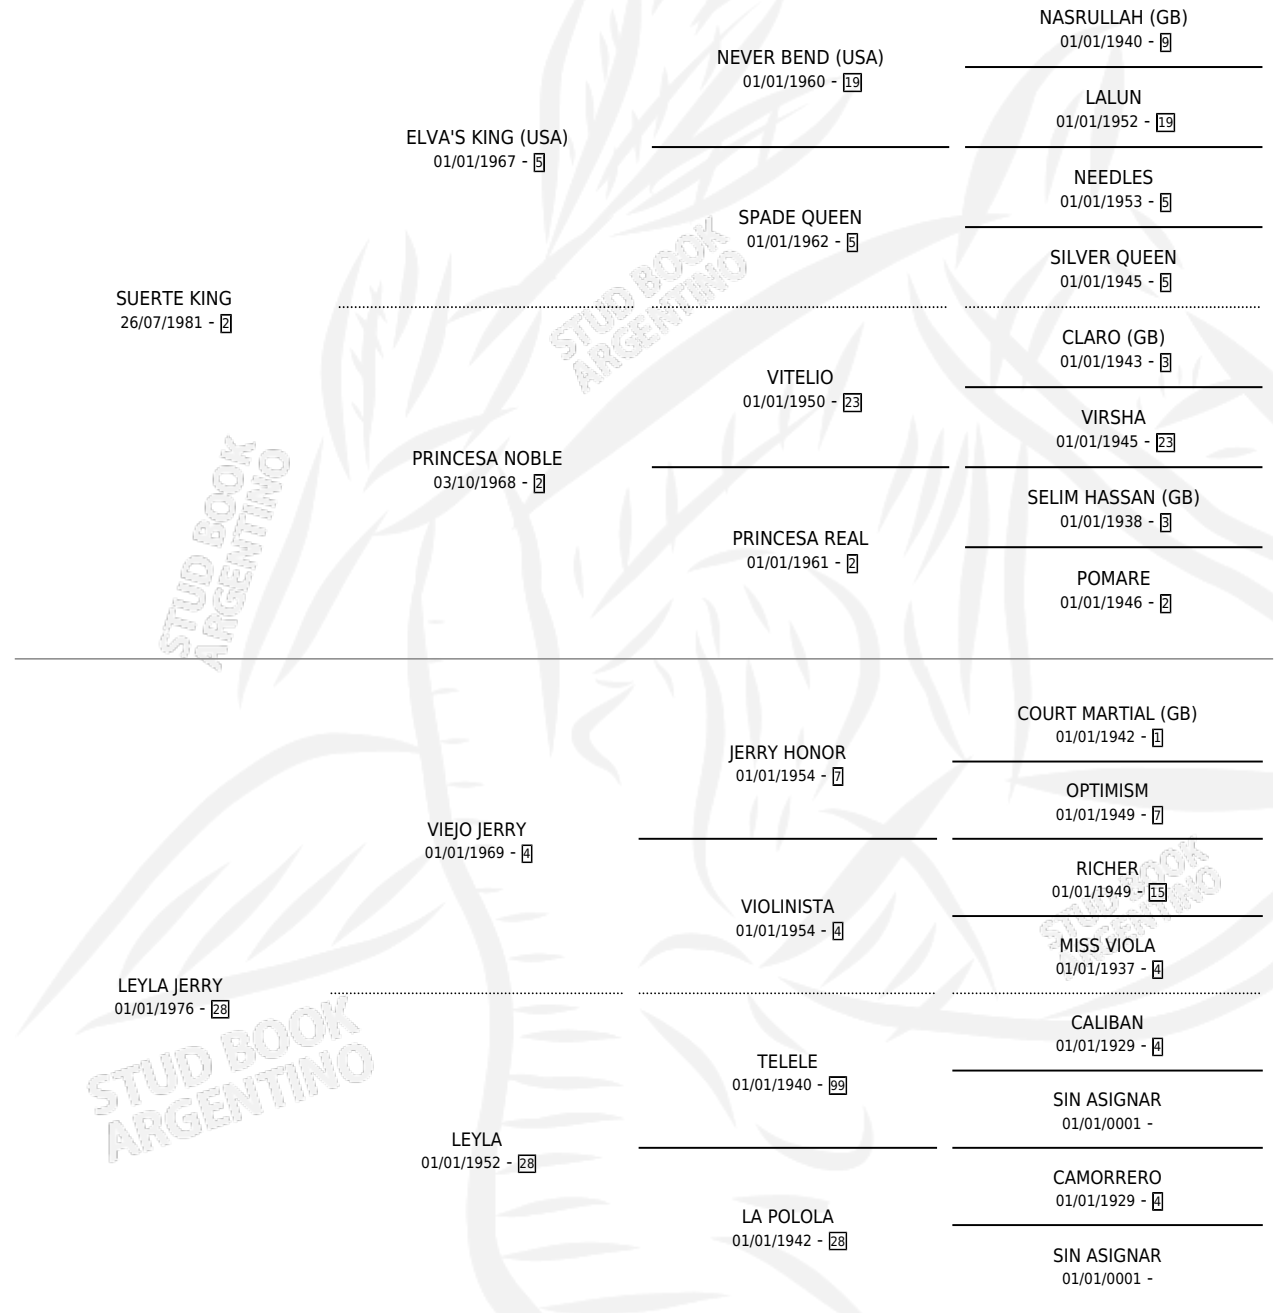 NASRULLAH (GB)
01/01/1940 - 9
NEVER BEND (USA)
01/01/1960 - 19
LALUN
01/01/1952 - 19
ELVA'S KING (USA)
01/01/1967 - 5
NEEDLES
01/01/1953 - 5
SPADE QUEEN
01/01/1962 - 5
SILVER QUEEN
01/01/1945 - 5
SUERTE KING
26/07/1981 - 2
STUD BOOK
ARGENTINO
CLARO (GB)
01/01/1943 - 3
VITELIO
01/01/1950 - 23
VIRSHA
01/01/1945 - 23
PRINCESA NOBLE
03/10/1968 - 2
SELIM HASSAN (GB)
01/01/1938 - 3
PRINCESA REAL
01/01/1961 - 2
POMARE
01/01/1946 - 2
STUD BOOK
ARGENTINO
COURT MARTIAL (GB)
01/01/1942 - 1
JERRY HONOR
01/01/1954 - 7
OPTIMISM
01/01/1949 - 7
VIEJO JERRY
01/01/1969 - 4
RICHER
01/01/1949 - 15
VIOLINISTA
01/01/1954 - 4
STUD BOOK
ARGENTINO
MISS VIOLA
01/01/1937 - 4
LEYLA JERRY
01/01/1976 - 28
STUD BOOK
ARGENTINO
CALIBAN
01/01/1929 - 4
TELELE
01/01/1940 - 99
SIN ASIGNAR
01/01/0001 -
LEYLA
01/01/1952 - 28
CAMORRERO
01/01/1929 - 4
LA POLOLA
01/01/1942 - 28
SIN ASIGNAR
01/01/0001 -